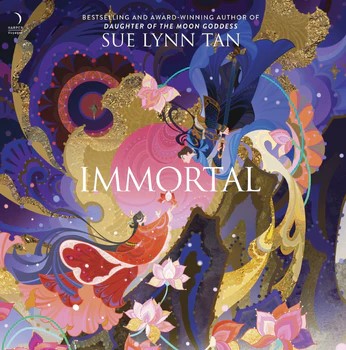 BESTSELLING AND AWARD-WINNING AUTHOR OF
DAUGHTER OF THE MOON GODDESS
SUE LYNN TAN
IMMORTAL